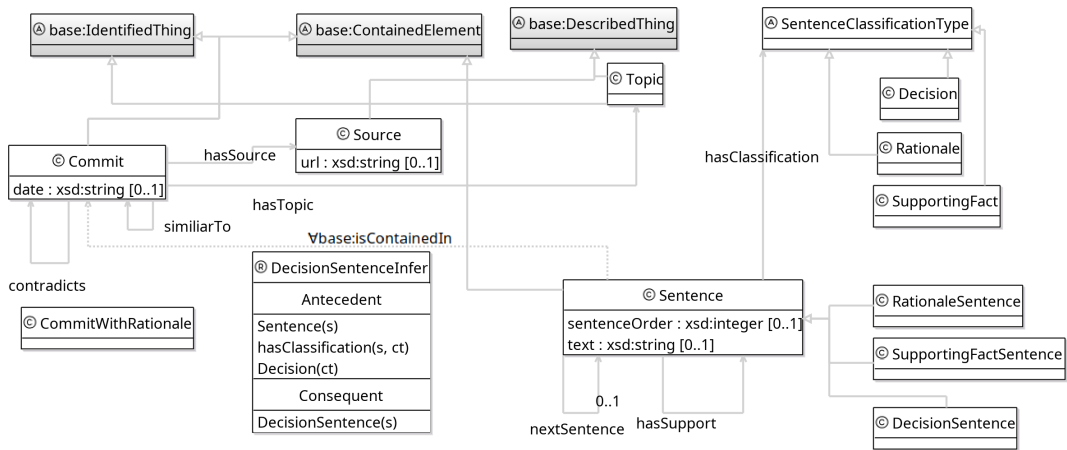 A base:IdentifiedThing
A base:ContainedElement
A base:DescribedThing
A SentenceClassificationType
C Topic
C Decision
C Source
url : xsd:string [0..1]
C Commit
date : xsd:string [0..1]
hasSource
hasClassification
C Rationale
C SupportingFact
hasTopic
similiarTo
∀base:isContainedIn
contradicts
R DecisionSentenceInfer
Antecedent
Sentence(s)
hasClassification(s, ct)
Decision(ct)
Consequent
DecisionSentence(s)
C CommitWithRationale
C Sentence
sentenceOrder : xsd:integer [0..1]
text : xsd:string [0..1]
C RationaleSentence
C SupportingFactSentence
C DecisionSentence
0..1
nextSentence
hasSupport